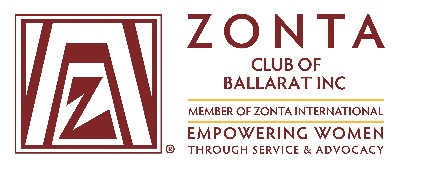 Z
®
ZONTA
CLUB OF
BALLARAT INC
MEMBER OF ZONTA INTERNATIONAL
EMPOWERING WOMEN
THROUGH SERVICE & ADVOCACY